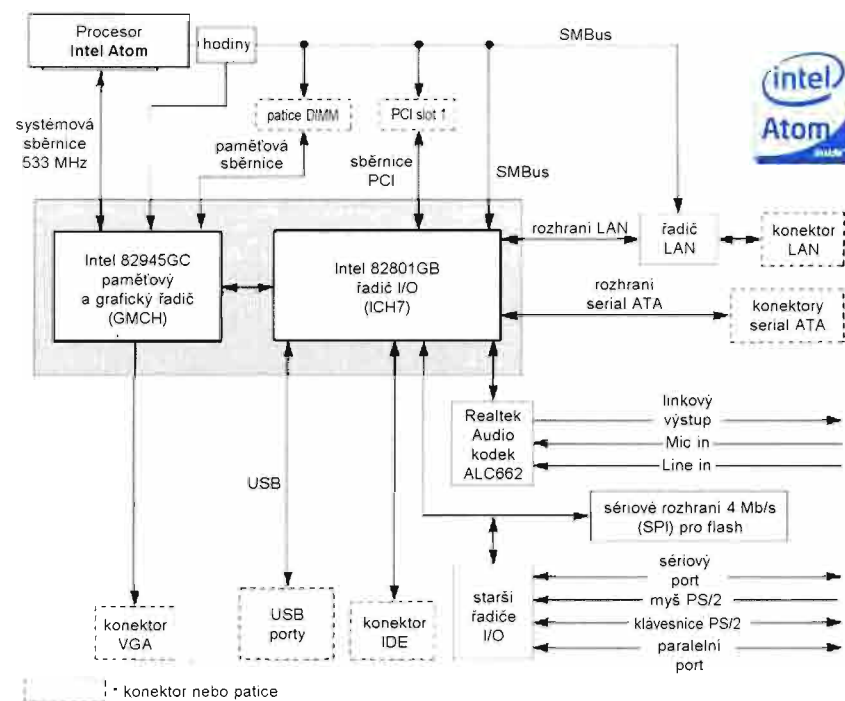 Procesor
Intel Atom
hodiny
SMBus
intel
Atom
inside
systémová
sběrnice
533 MHz
patice DIMM
PCI slot 1
paměťová
sběrnice
sběrnice
PCI
SMBus
Intel 82945GC
paměťový
a grafický řadič
(GMCH)
Intel 82801GB
řadič I/O
(ICH7)
rozhraní LAN
řadič
LAN
konektor
LAN
rozhraní
serial ATA
konektory
serial ATA
Realtek
Audio
kodek
ALC662
linkový
výstup
Mic in
Line in
USB
sériové rozhraní 4 Mb/s
(SPI) pro flash
starší
řadiče
I/O
sériový
port
myš PS/2
klávesnice PS/2
paralelní
port
konektor
VGA
USB
porty
konektor
IDE
- konektor nebo patice